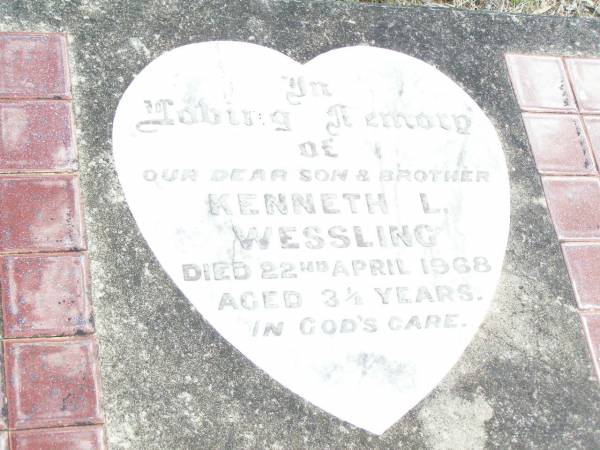 In
Loving Memory
of
OUR DEAR SON & BROTHER
KENNETH L.
WESSLING
DIED 22ND APRIL 1968
AGED 3½ YEARS.
IN GOD'S CARE.